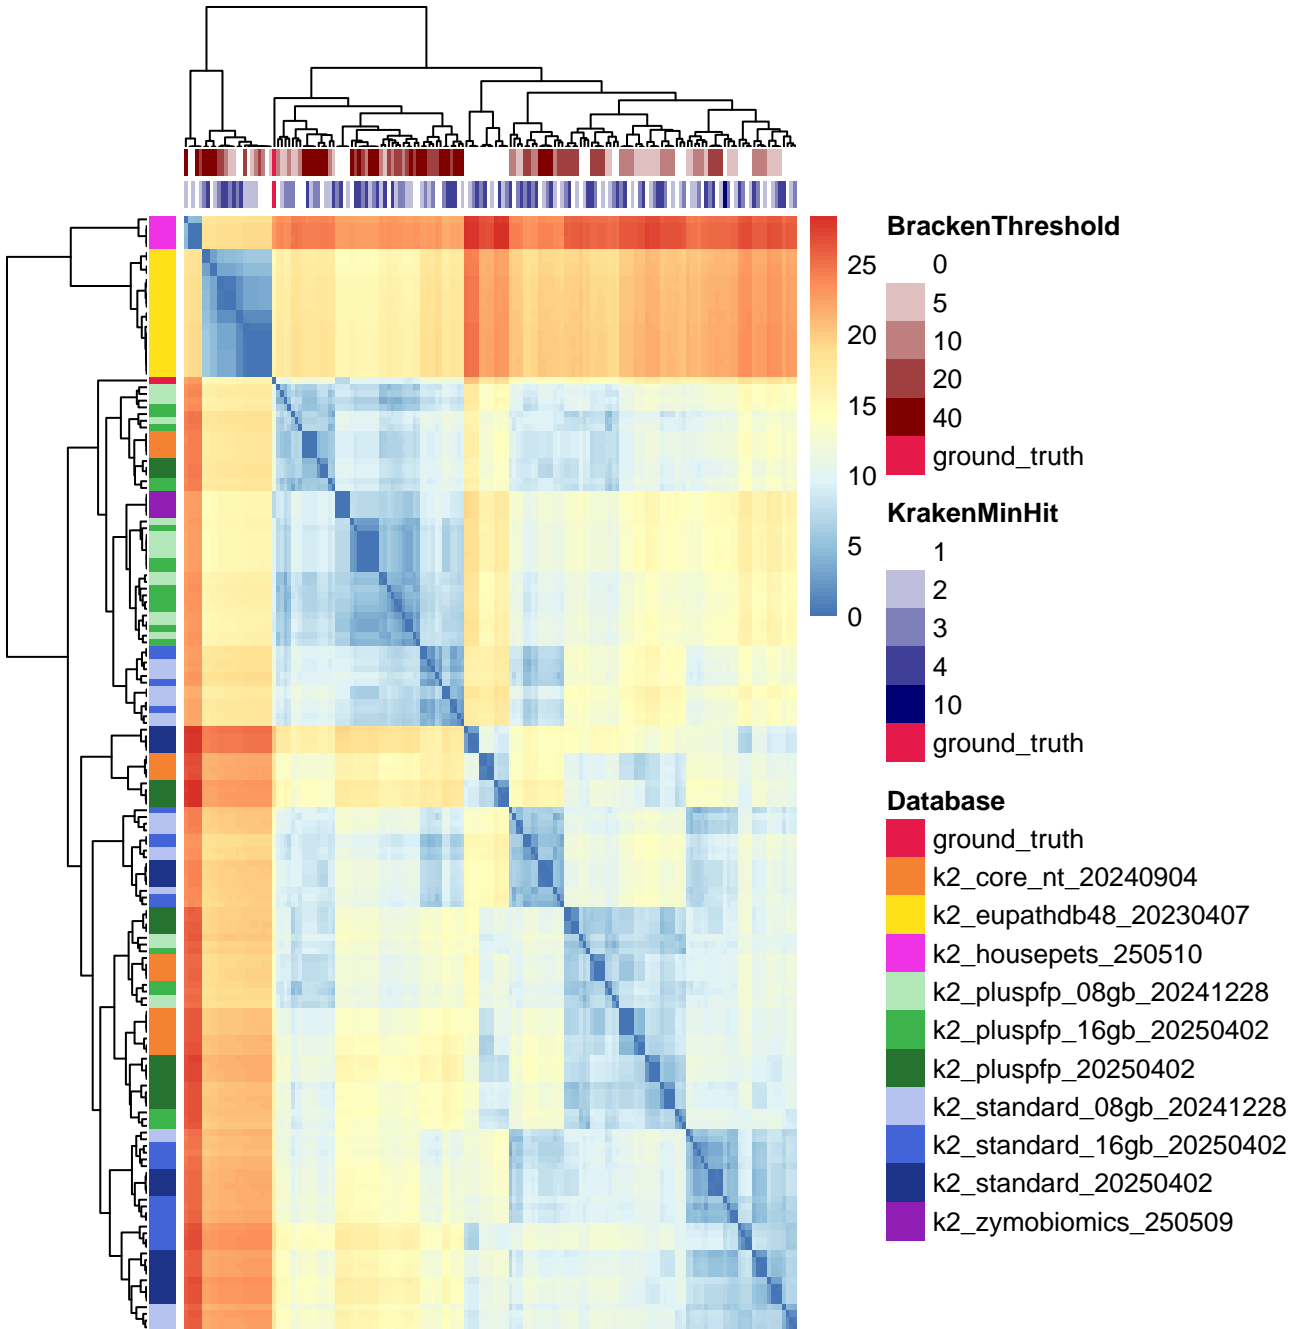 25
20
15
10
5
0
BrackenThreshold
0
5
10
20
40
ground_truth
KrakenMinHit
1
2
3
4
10
ground_truth
Database
ground_truth
k2_core_nt_20240904
k2_eupathdb48_20230407
k2_housepets_250510
k2_pluspfp_08gb_20241228
k2_pluspfp_16gb_20250402
k2_pluspfp_20250402
k2_standard_08gb_20241228
k2_standard_16gb_20250402
k2_standard_20250402
k2_zymobiomics_250509